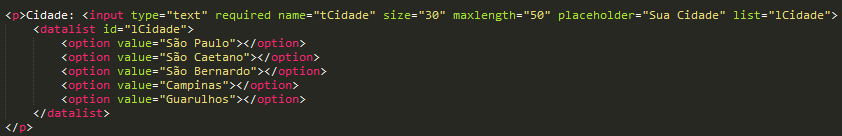 <p>Cidade: <input type="text" required name="tCidade" size="30" maxlength="50" placeholder="Sua Cidade" list="lCidade">
<datalist id="lCidade">
<option value="São Paulo"></option>
<option value="São Caetano"></option>
<option value="São Bernardo"></option>
<option value="Campinas"></option>
<option value="Guarulhos"></option>
</datalist>
</p>